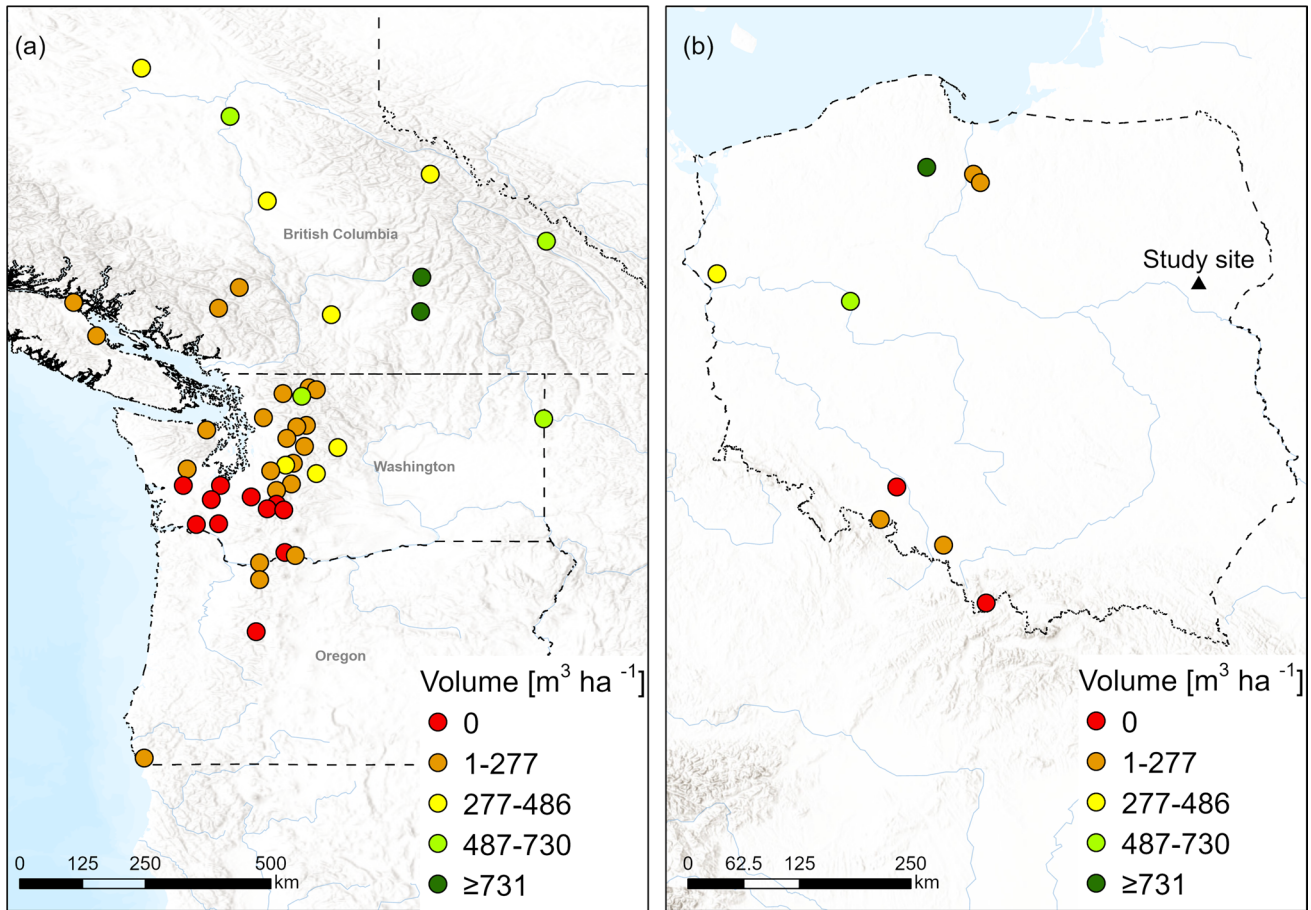 (a)
British Columbia
Washington
Oregon
Volume [m³ ha ⁻¹]
0
1-277
277-486
487-730
≥731
0 125 250 500
km
(b)
Study site
Volume [m³ ha ⁻¹]
0
1-277
277-486
487-730
≥731
0 62.5 125 250
km